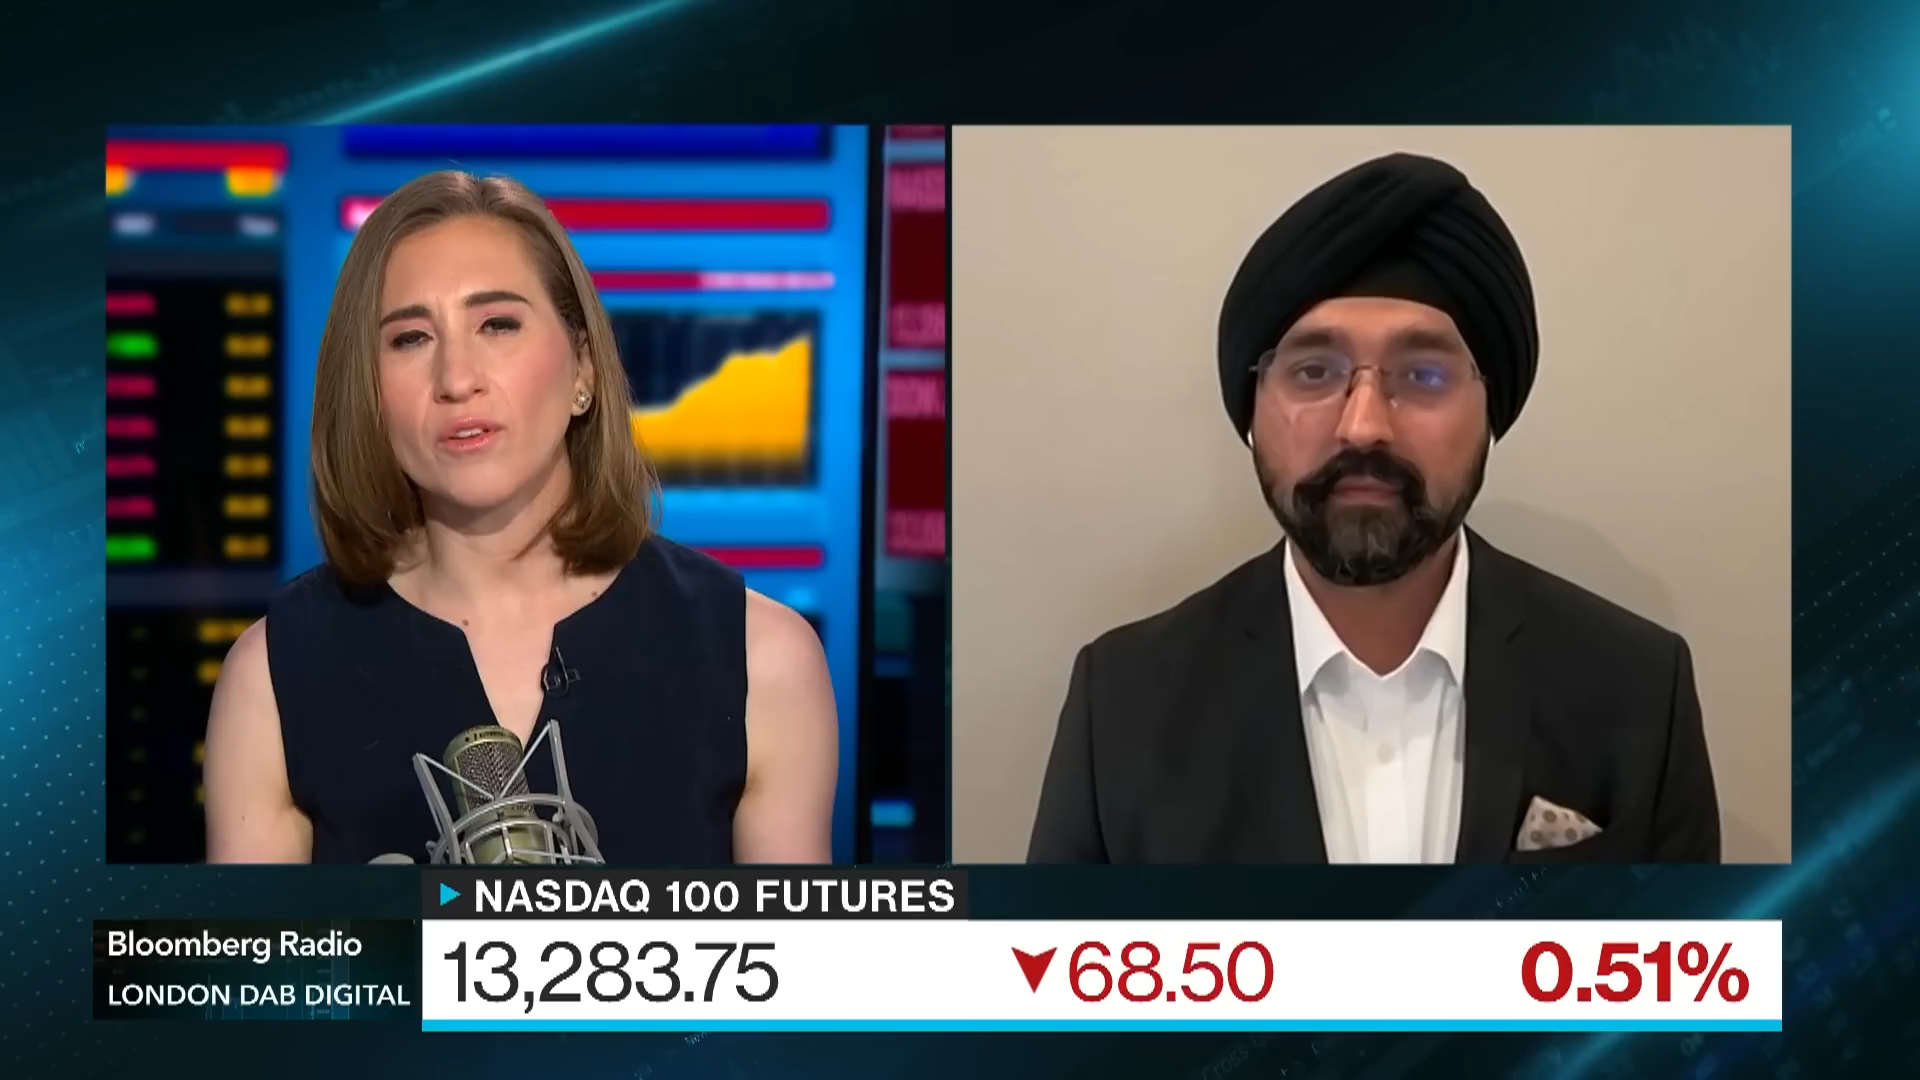 NASDAQ 100 FUTURES
Bloomberg Radio
LONDON DAB DIGITAL
13,283.75
68.50
0.51%